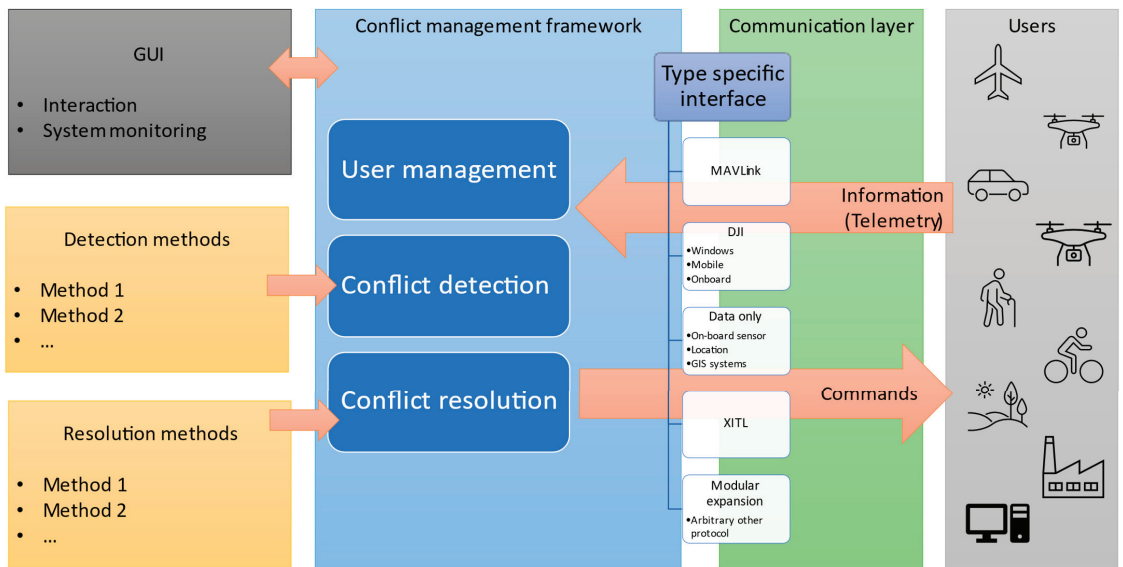 GUI
• Interaction
• System monitoring
Detection methods
• Method 1
• Method 2
• ...
Resolution methods
• Method 1
• Method 2
• ...
Conflict management framework
User management
Conflict detection
Conflict resolution
Type specific
interface
MAVLink
DJI
•Windows
•Mobile
•Onboard
Data only
•On-board sensor
•Location
•GIS systems
XITL
Modular
expansion
•Arbitrary other
protocol
Communication layer
Information
(Telemetry)
Commands
Users